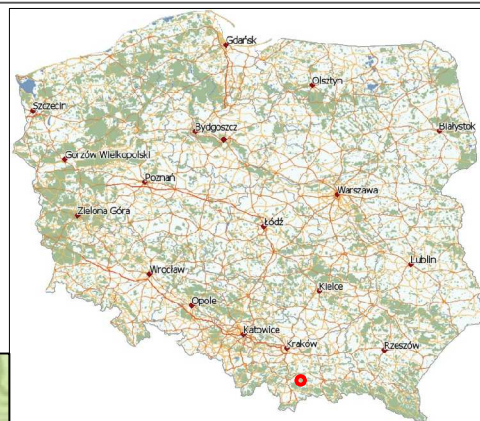 Gdańsk
Olsztyn
Szczecin
Bydgoszcz
Białystok
Gorzów Wielkopolski
Poznań
Warszawa
Zielona Góra
Łódź
Wrocław
Lublin
Kielce
Opole
Katowice
Kraków
Rzeszów